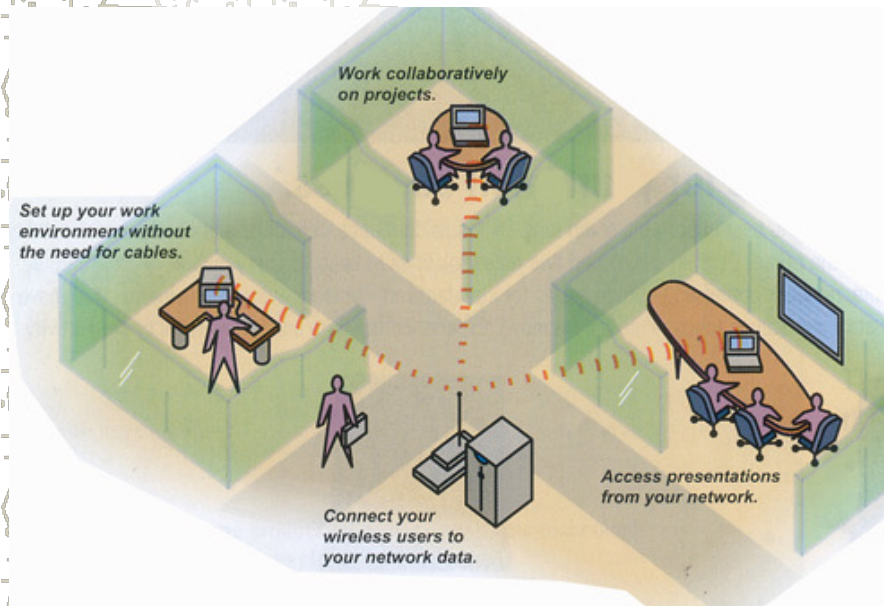 Work collaboratively
on projects.
Set up your work
environment without
the need for cables.
Access presentations
from your network.
Connect your
wireless users to
your network data.